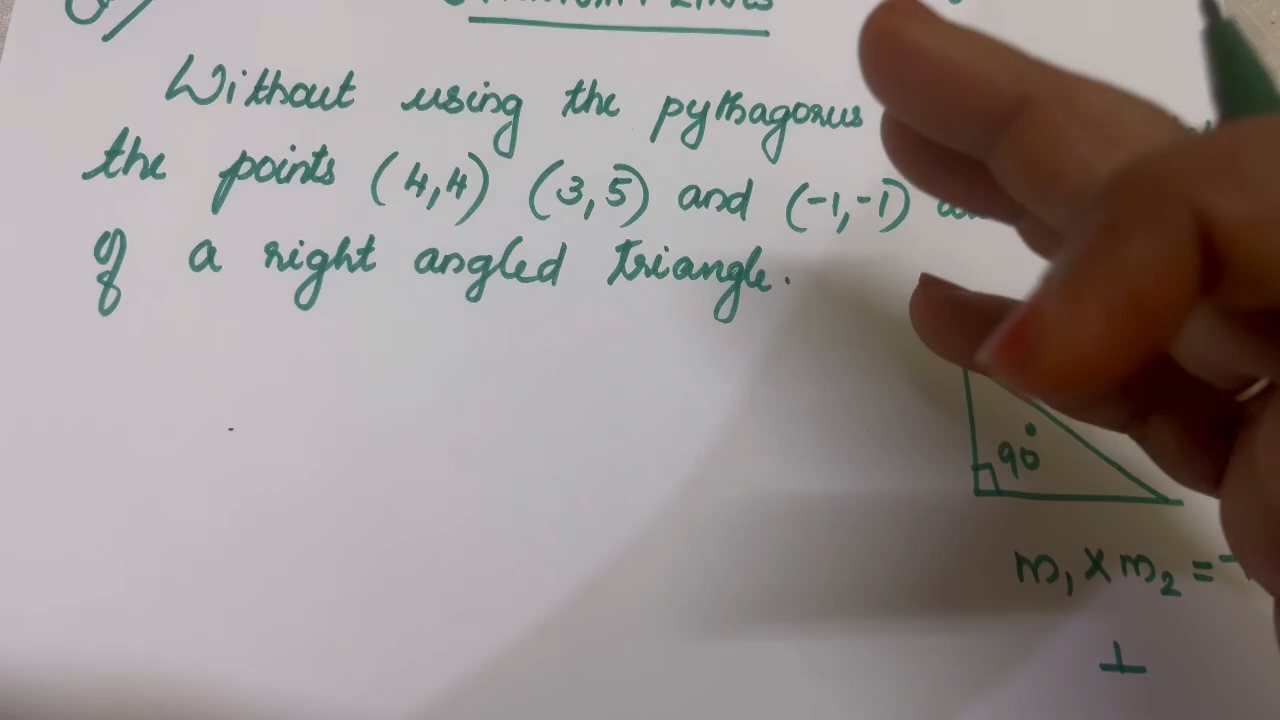 Without using the pythagorus
the points (4,4) (3,5) and (-1,-1)
of a right angled triangle.
90°
m₁ × m₂ = -1
⊥